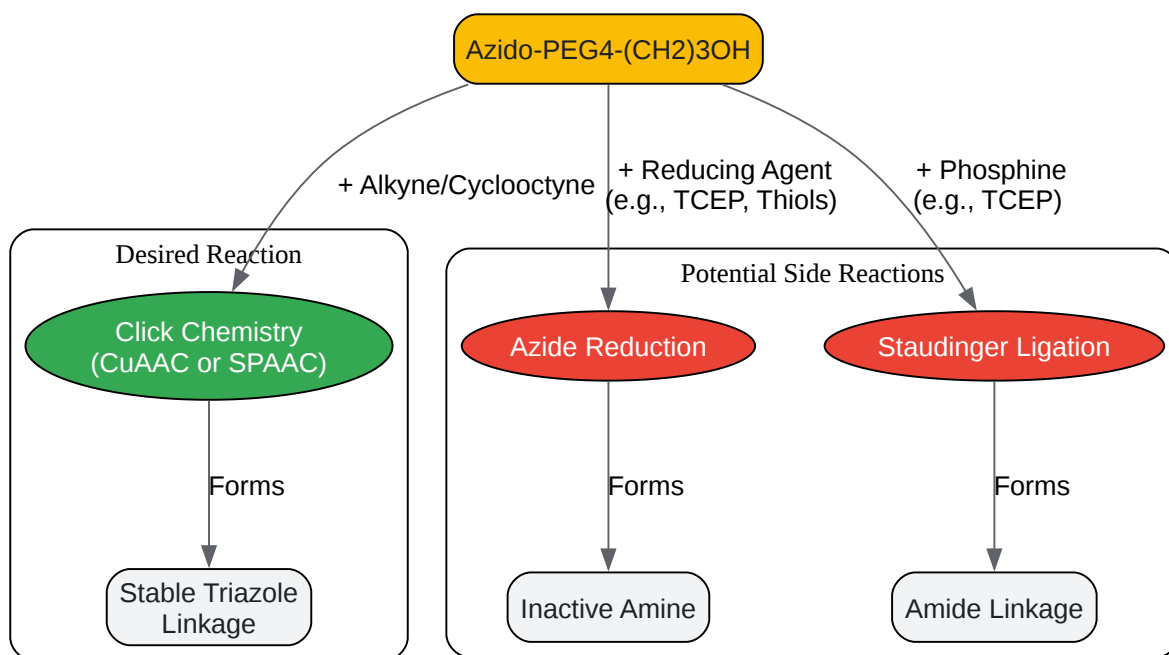 Azido-PEG4-(CH2)3OH
+ Alkyne/Cyclooctyne
+ Reducing Agent
(e.g., TCEP, Thiols)
+ Phosphine
(e.g., TCEP)
Desired Reaction
Potential Side Reactions
Click Chemistry
(CuAAC or SPAAC)
Azide Reduction
Staudinger Ligation
Forms
Forms
Forms
Stable Triazole
Linkage
Inactive Amine
Amide Linkage